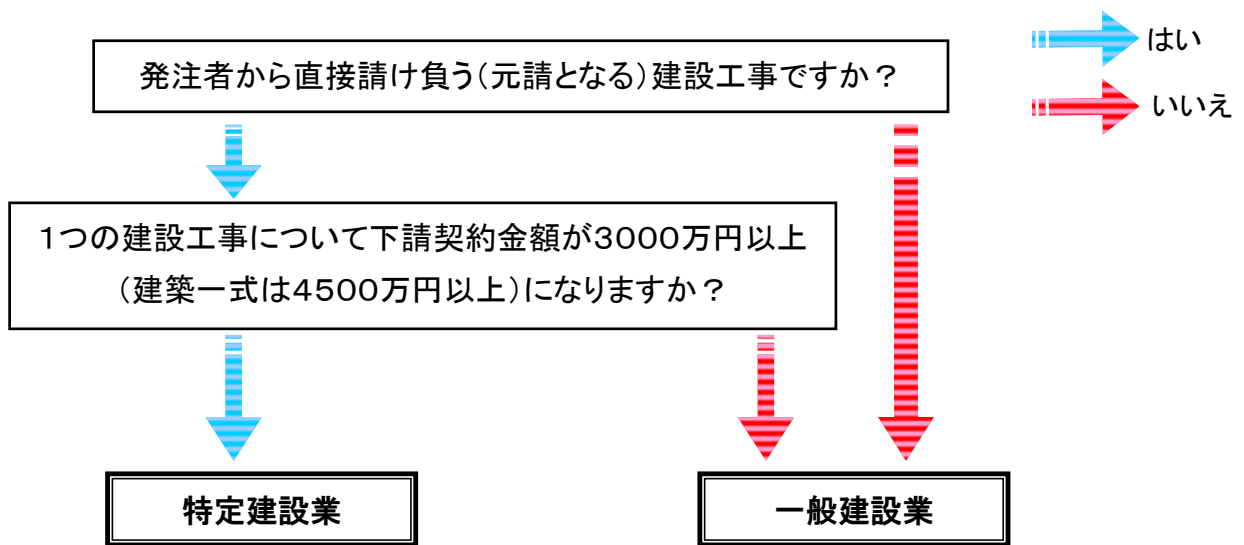 発注者から直接請け負う(元請となる)建設工事ですか？
はい
いいえ
１つの建設工事について下請契約金額が３０００万円以上
（建築一式は４５００万円以上）になりますか？
特定建設業
一般建設業